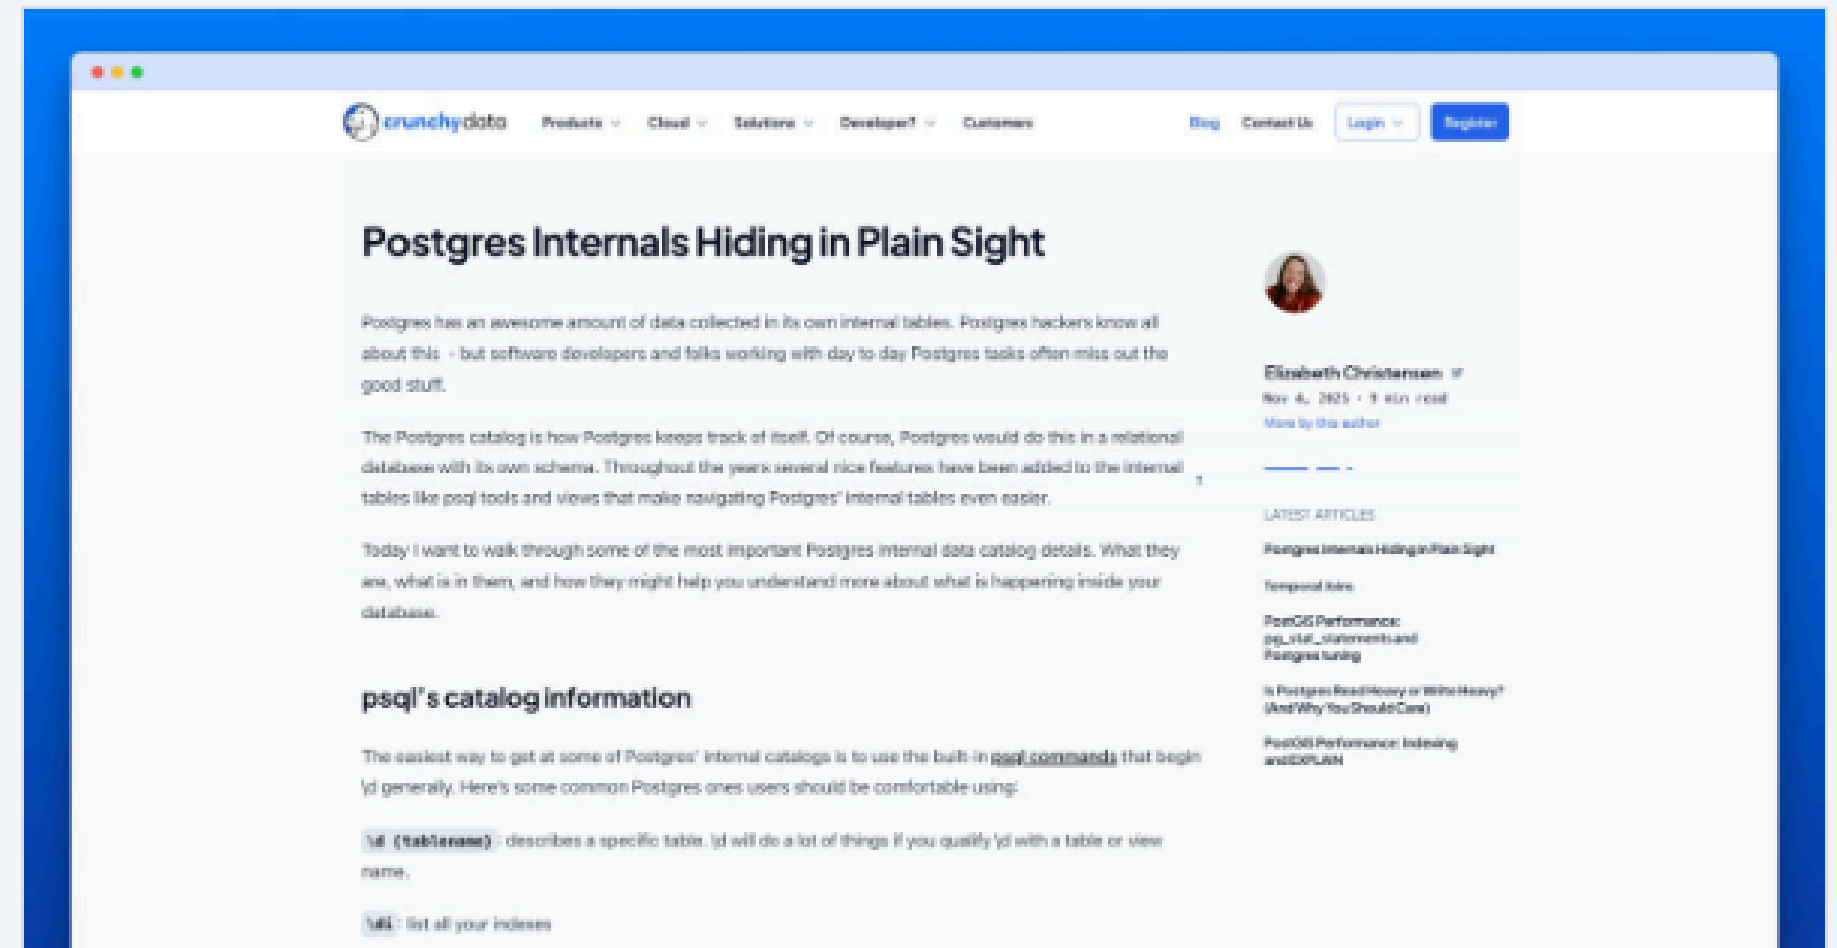 crunchydata
Products
Cloud
Solutions
Developer?
Customers
Blog
Contact Us
Login
Register
Postgres Internals Hiding in Plain Sight
Postgres has an awesome amount of data collected in its own internal tables. Postgres hackers know all
about this - but software developers and folks working with day to day Postgres tasks often miss out the
good stuff.
The Postgres catalog is how Postgres keeps track of itself. Of course, Postgres would do this in a relational
database with its own schema. Throughout the years several nice features have been added to the internal
tables like psql tools and views that make navigating Postgres' internal tables even easier.
Today I want to walk through some of the most important Postgres internal data catalog details. What they
are, what is in them, and how they might help you understand more about what is happening inside your
database.
psql's catalog information
The easiest way to get at some of Postgres' internal catalogs is to use the built-in psql commands that begin
\d generally. Here's some common Postgres ones users should be comfortable using:
\d {tablename}: describes a specific table. \d will do a lot of things if you qualify \d with a table or view
name.
\di: list all your indexes
Elizabeth Christensen
Nov 4, 2025 · 9 min read
More by this author
LATEST ARTICLES
Postgres Internals Hiding in Plain Sight
Temporal Joins
PostGIS Performance:
pg_stat_statements and
Postgres tuning
Is Postgres Read Heavy or Write Heavy?
(And Why You Should Care)
PostGIS Performance: Indexing
and EXPLAIN